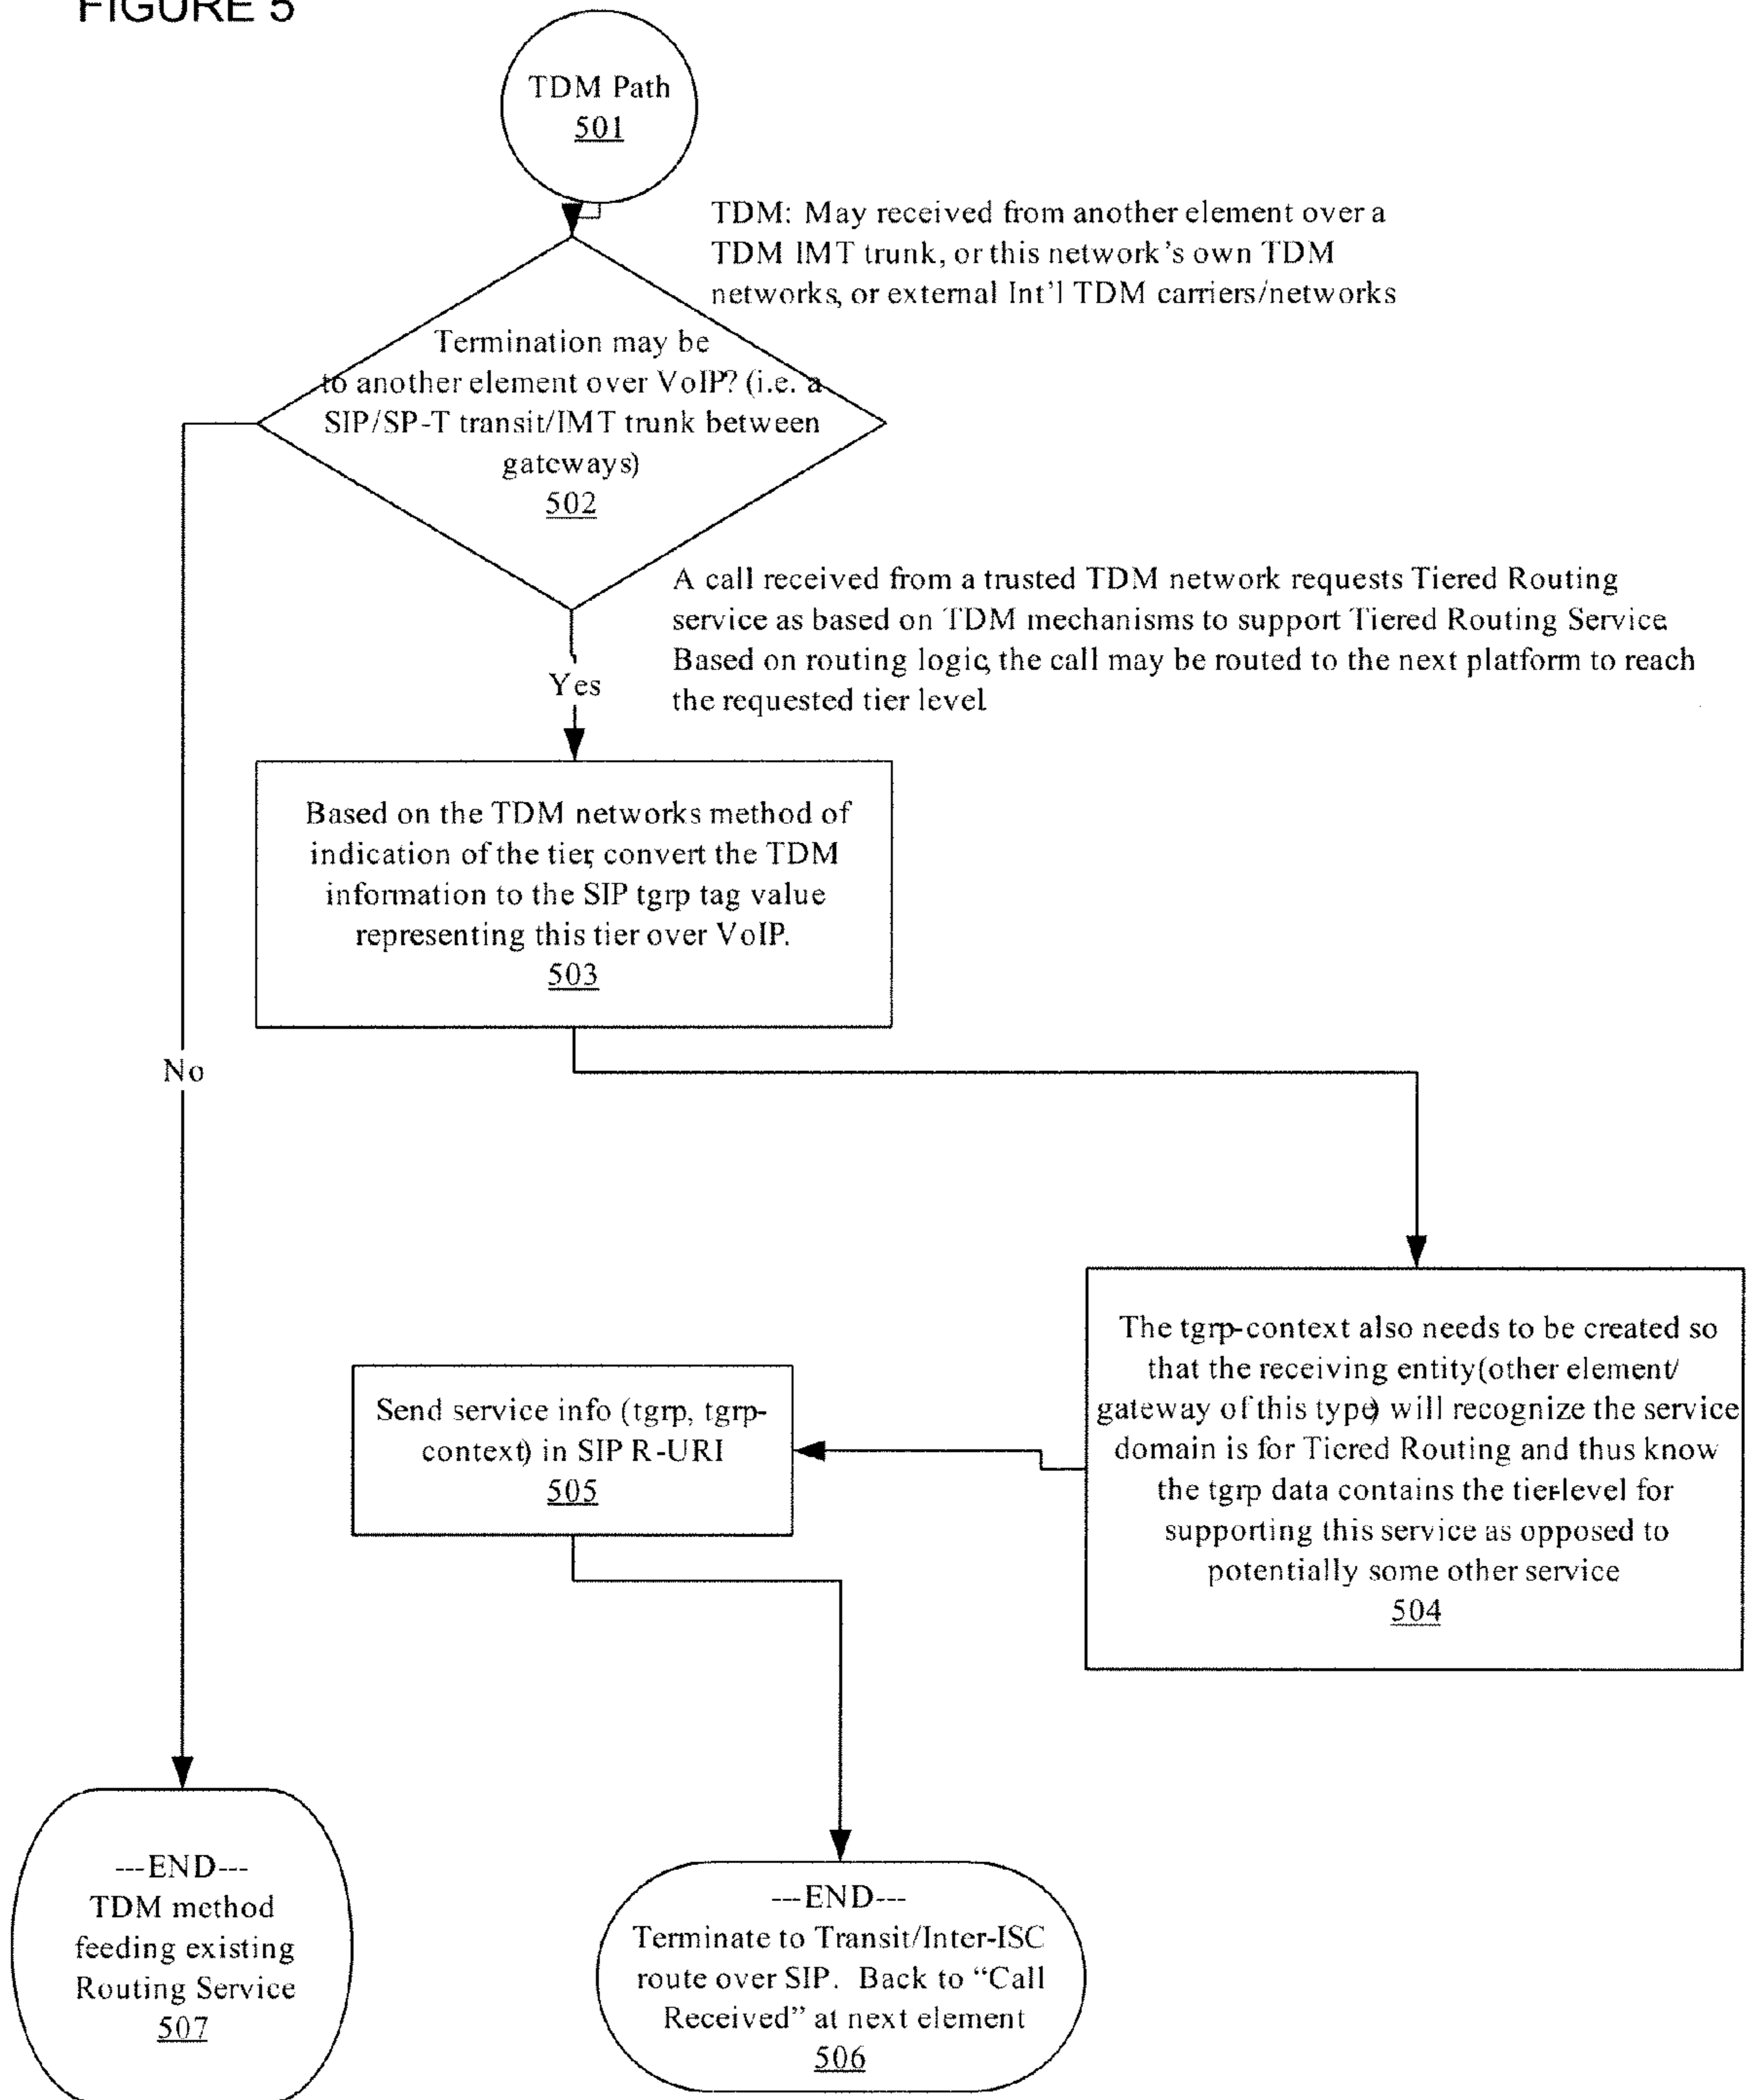 FIGURE 5
TDM Path
501
TDM: May received from another element over a
TDM IMT trunk, or this network's own TDM
networks, or external Int'l TDM carriers/networks
Termination may be
to another element over VoIP? (i.e. a
SIP/SP-T transit/IMT trunk between
gateways)
502
A call received from a trusted TDM network requests Tiered Routing
service as based on TDM mechanisms to support Tiered Routing Service
Based on routing logic, the call may be routed to the next platform to reach
the requested tier level.
Yes
Based on the TDM networks method of
indication of the tier, convert the TDM
information to the SIP tgrp tag value
representing this tier over VoIP.
503
No
The tgrp-context also needs to be created so
that the receiving entity(other element/
gateway of this type) will recognize the service
domain is for Tiered Routing and thus know
the tgrp data contains the tier-level for
supporting this service as opposed to
potentially some other service
504
Send service info (tgrp, tgrp-
context) in SIP R-URI
505
---END---
TDM method
feeding existing
Routing Service
507
---END---
Terminate to Transit/Inter-ISC
route over SIP. Back to “Call
Received” at next element
506